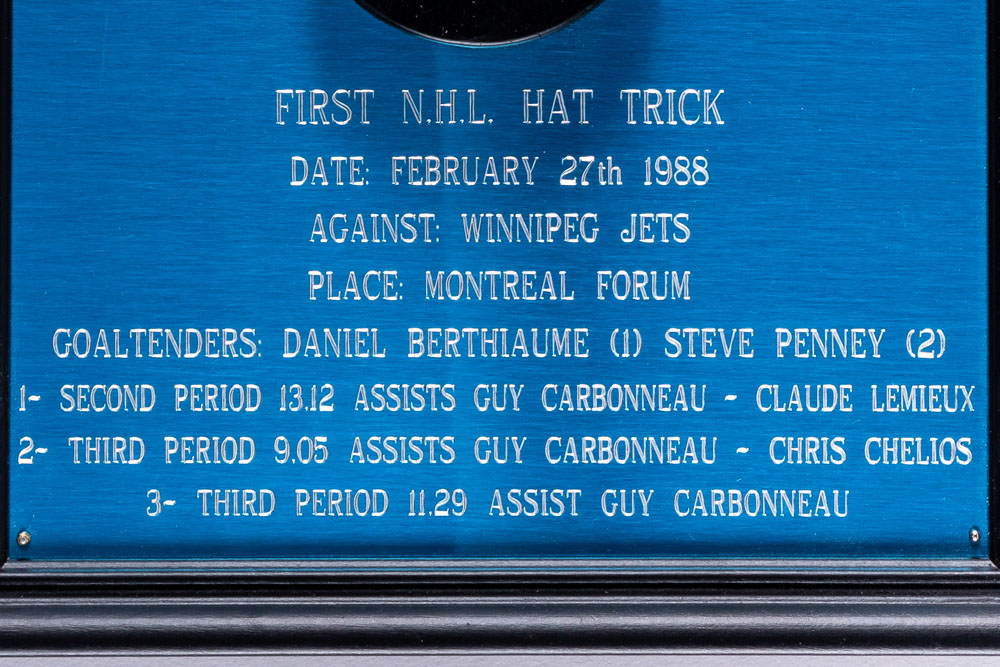 FIRST N.H.L. HAT TRICK
DATE: FEBRUARY 27th 1988
AGAINST: WINNIPEG JETS
PLACE: MONTREAL FORUM
GOALTENDERS: DANIEL BERTHIAUME (1) STEVE PENNEY (2)
1- SECOND PERIOD 13.12 ASSISTS GUY CARBONNEAU - CLAUDE LEMIEUX
2- THIRD PERIOD 9.05 ASSISTS GUY CARBONNEAU - CHRIS CHELIOS
3- THIRD PERIOD 11.29 ASSIST GUY CARBONNEAU